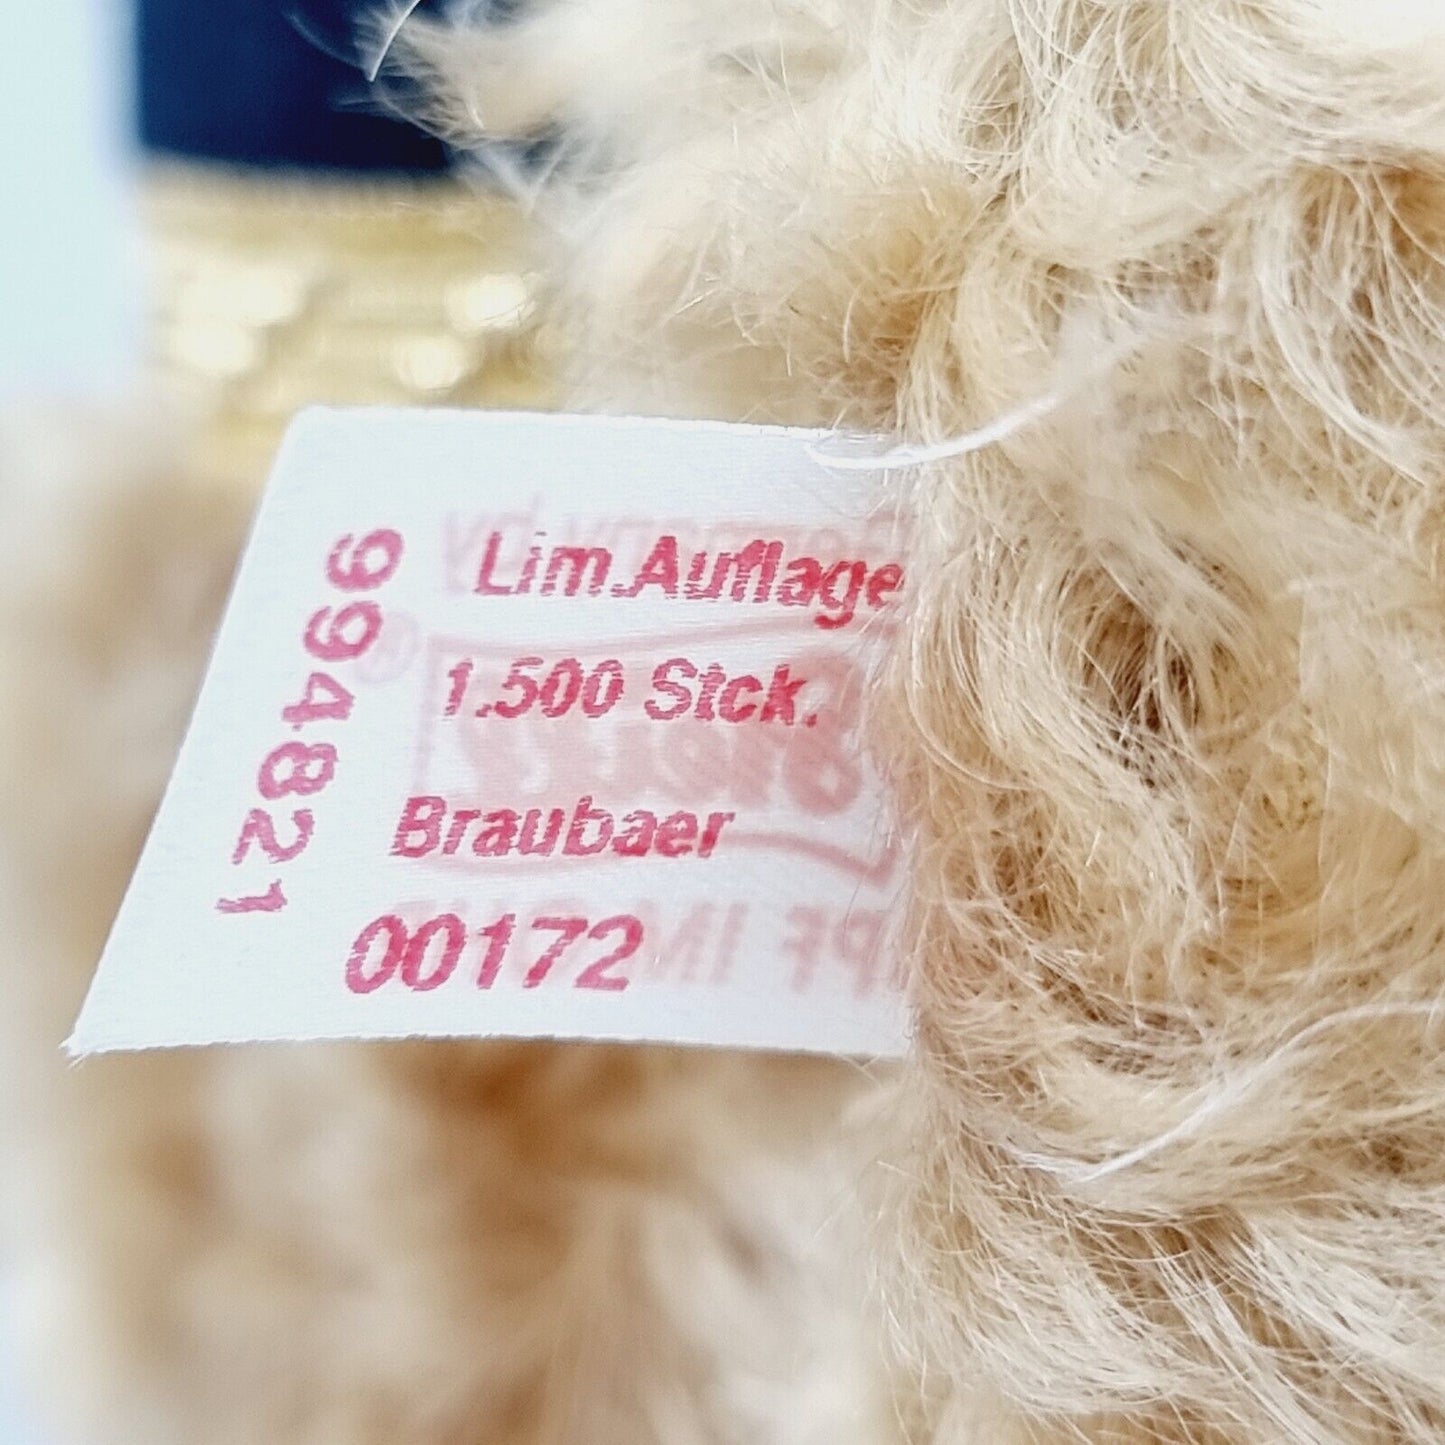 Lim.Auflage
1.500 Stck.
Braubaer
00172
994821